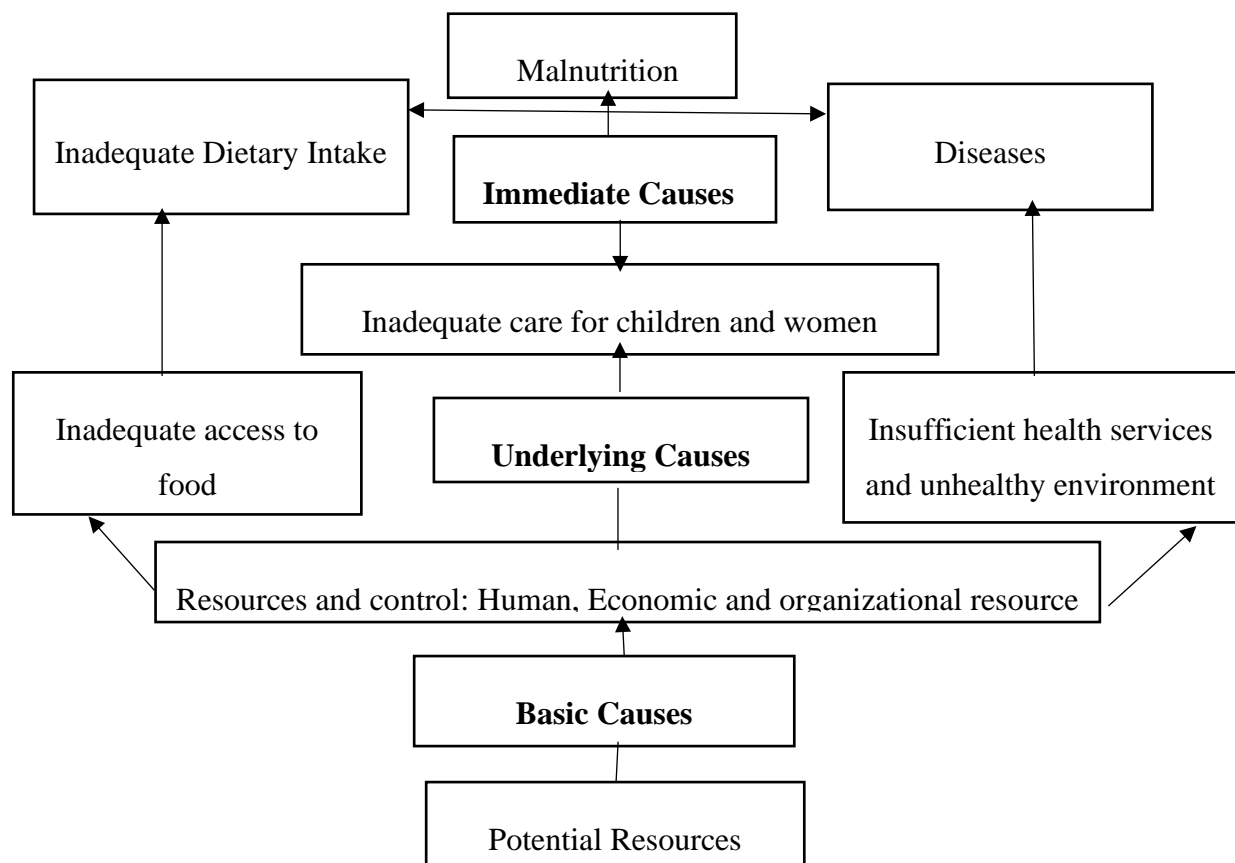 Malnutrition
Inadequate Dietary Intake
Diseases
Immediate Causes
Inadequate care for children and women
Inadequate access to
food
Underlying Causes
Insufficient health services
and unhealthy environment
Resources and control: Human, Economic and organizational resource
Basic Causes
Potential Resources